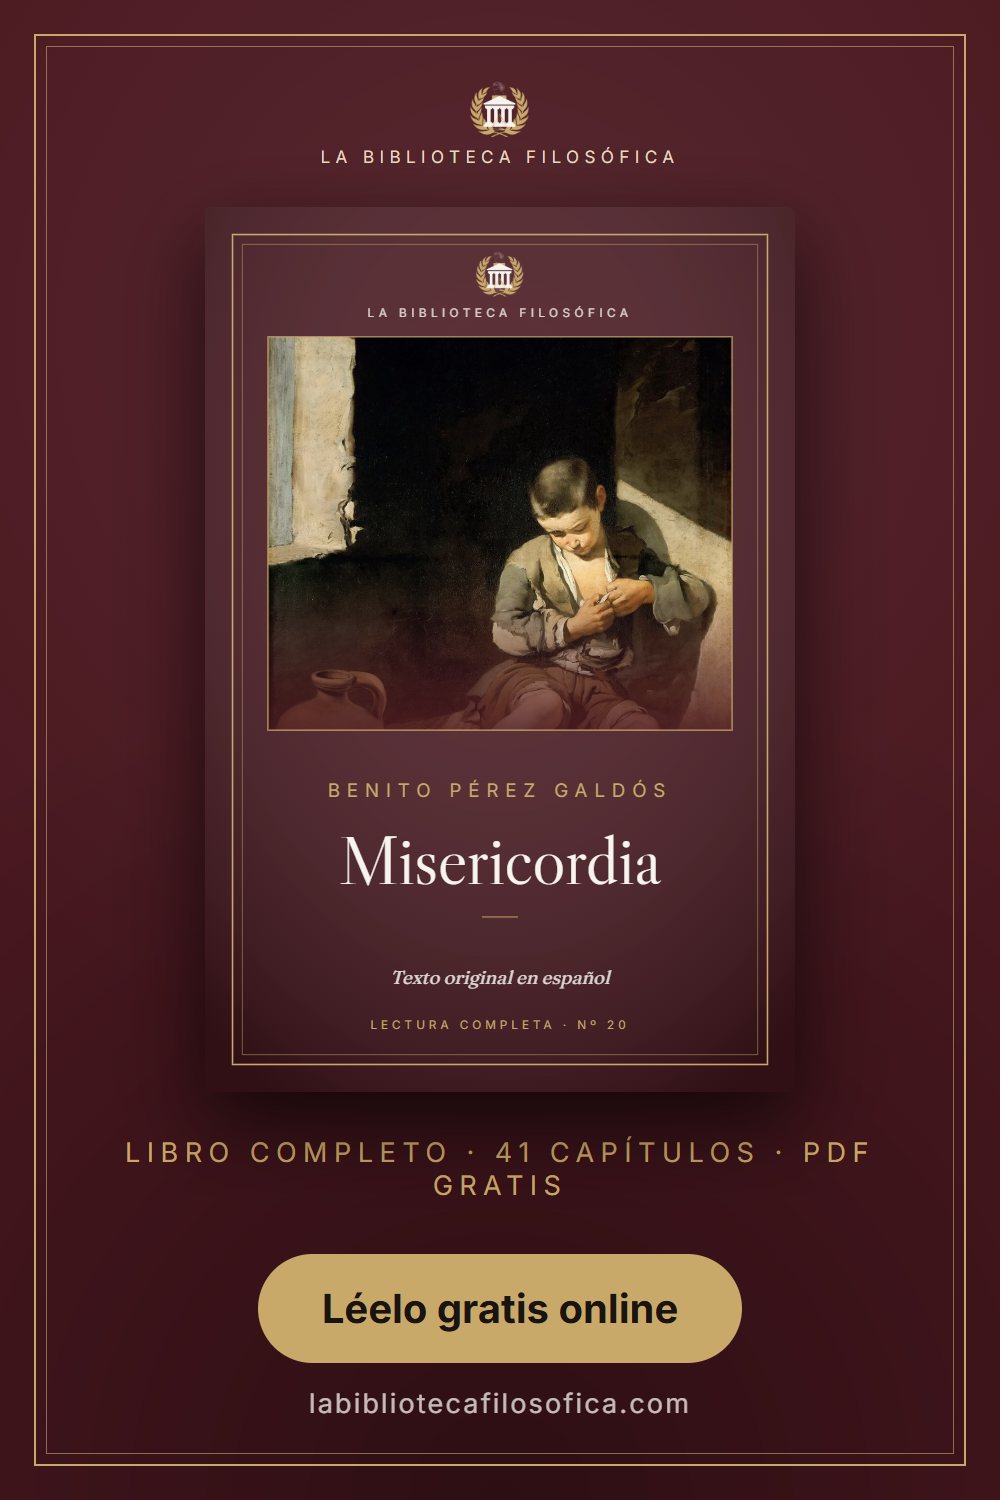 LA BIBLIOTECA FILOSÓFICA
LA BIBLIOTECA FILOSÓFICA
BENITO PÉREZ GALDÓS
Misericordia
Texto original en español
LECTURA COMPLETA · Nº 20
LIBRO COMPLETO · 41 CAPÍTULOS · PDF
GRATIS
Léelo gratis online
labibliotecafilosofica.com